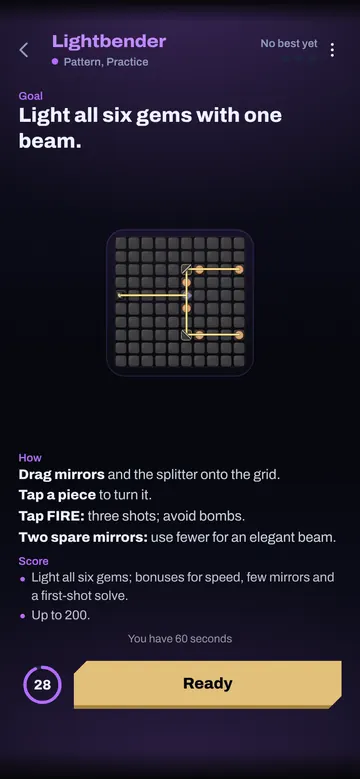 Lightbender
No best yet
Pattern, Practice
Goal
Light all six gems with one
beam.
How
Drag mirrors and the splitter onto the grid.
Tap a piece to turn it.
Tap FIRE: three shots; avoid bombs.
Two spare mirrors: use fewer for an elegant beam.
Score
Light all six gems; bonuses for speed, few mirrors and
a first-shot solve.
Up to 200.
You have 60 seconds
28
Ready